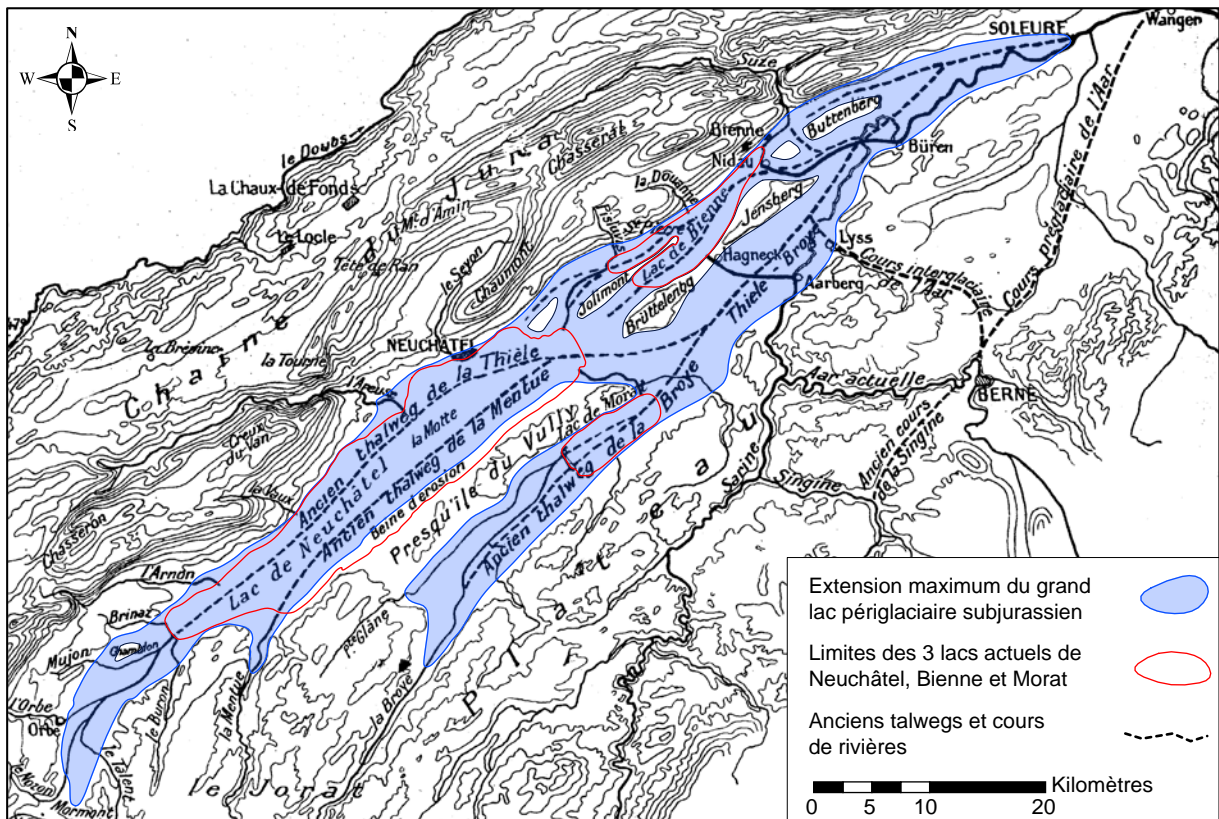 N
W E
S
SOLEURE
Wangen
Suze
Buttenberg
Bienne
Nidau
Büren
le Doubs
La Chaux-de-Fonds
Chasseral
la Douanne
Jensberg
Mt d'Amin
Le Locle
Tête de Ran
le Seyon
Chaumont
Lac de Bienne
Hagneck
Lyss
Aarberg
Jolimont
Brüttelenbg
Thièle Broye
Cours interglaciaire
de l'Aar
Cours préglaciaire de l'Aar
Chaîne du Jura
la Brévine
la Tourne
NEUCHÂTEL
l'Areuse
Ancien thalweg de la Thièle
la Motte
Ancien thalweg de la Mentue
Lac de Neuchâtel
Beine d'érosion
Presqu'île du Vully
Lac de Morat
Ancien thalweg de la Broye
Aar actuelle
BERNE
Ancien cours
de la Singine
Singine
Sarine
Plateau
Creux
du Van
la Vaux
Chasseron
l'Arnon
Brinaz
Mujon
Chamblon
l'Orbe
Orbe
le Buron
la Mentue
pte Glâne
la Broye
le Nozon
le Talent
Mormont
le Jorat
Extension maximum du grand
lac périglaciaire subjurassien
Limites des 3 lacs actuels de
Neuchâtel, Bienne et Morat
Anciens talwegs et cours
de rivières
Kilomètres
0 5 10 20